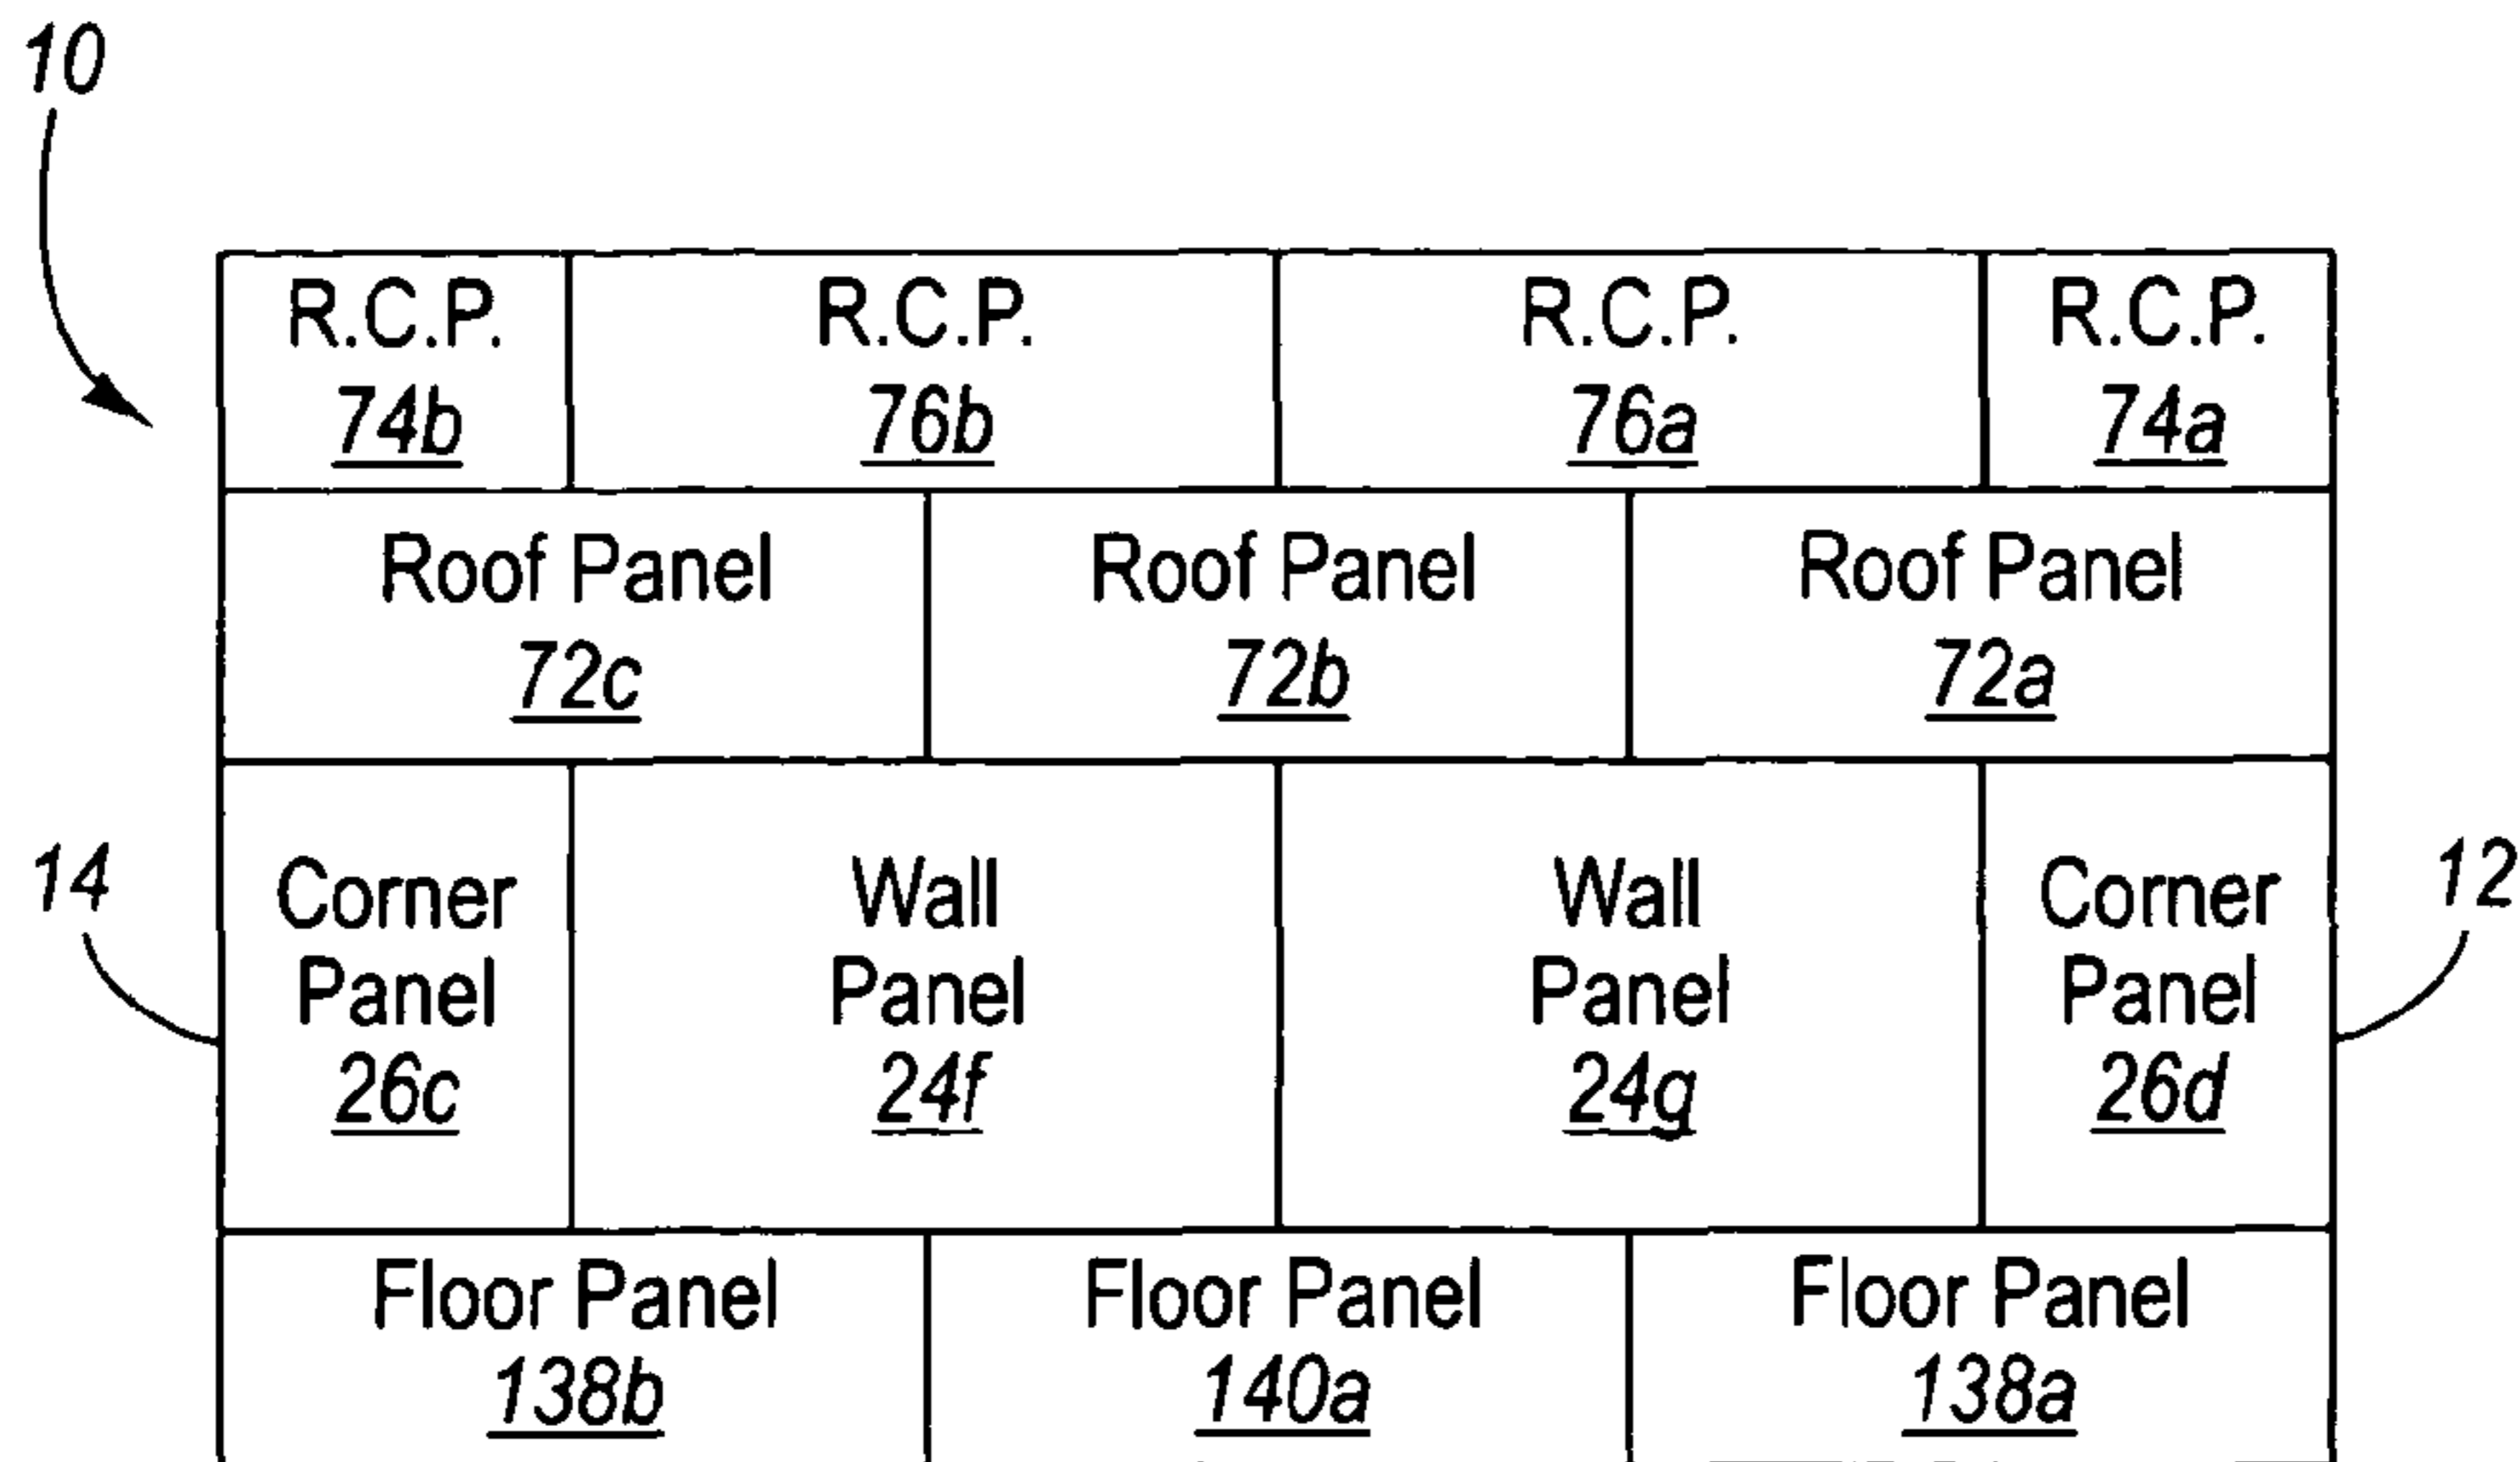 10
R.C.P. R.C.P. R.C.P. R.C.P.
74b 76b 76a 74a
Roof Panel Roof Panel Roof Panel
72c 72b 72a
14 12
Corner Wall Wall Corner
Panel Panel Panel Panel
26c 24f 24g 26d
Floor Panel Floor Panel Floor Panel
138b 140a 138a